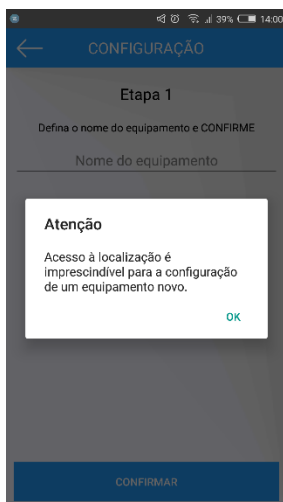 39% 14:00
CONFIGURAÇÃO
Etapa 1
Defina o nome do equipamento e CONFIRME
Nome do equipamento
Atenção
Acesso à localização é
imprescindível para a configuração
de um equipamento novo.
OK
CONFIRMAR